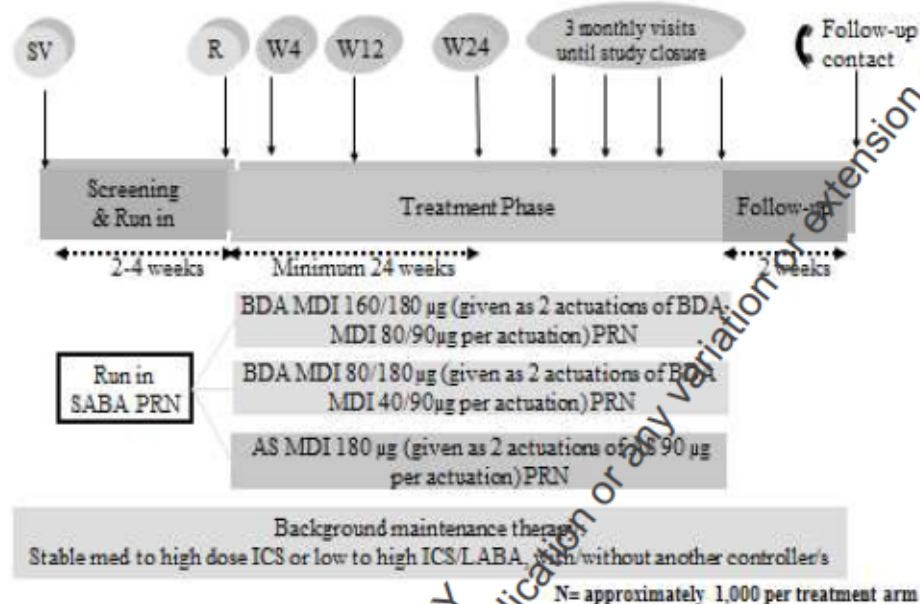 SV
R
W4
W12
W24
3 monthly visits
until study closure
Follow-up
contact
Screening
& Run in
Treatment Phase
Follow-up
2-4 weeks
Minimum 24 weeks
2 weeks
BDA MDI 160/180 µg (given as 2 actuations of BDA
MDI 80/90µg per actuation) PRN
Run in
SABA PRN
BDA MDI 80/180 µg (given as 2 actuations of BDA
MDI 40/90µg per actuation) PRN
AS MDI 180 µg (given as 2 actuations of AS 90 µg
per actuation) PRN
Background maintenance therapy
Stable med to high dose ICS or low to high ICS/LABA, with/without another controller/s
N= approximately 1,000 per treatment arm
or any variation or extension